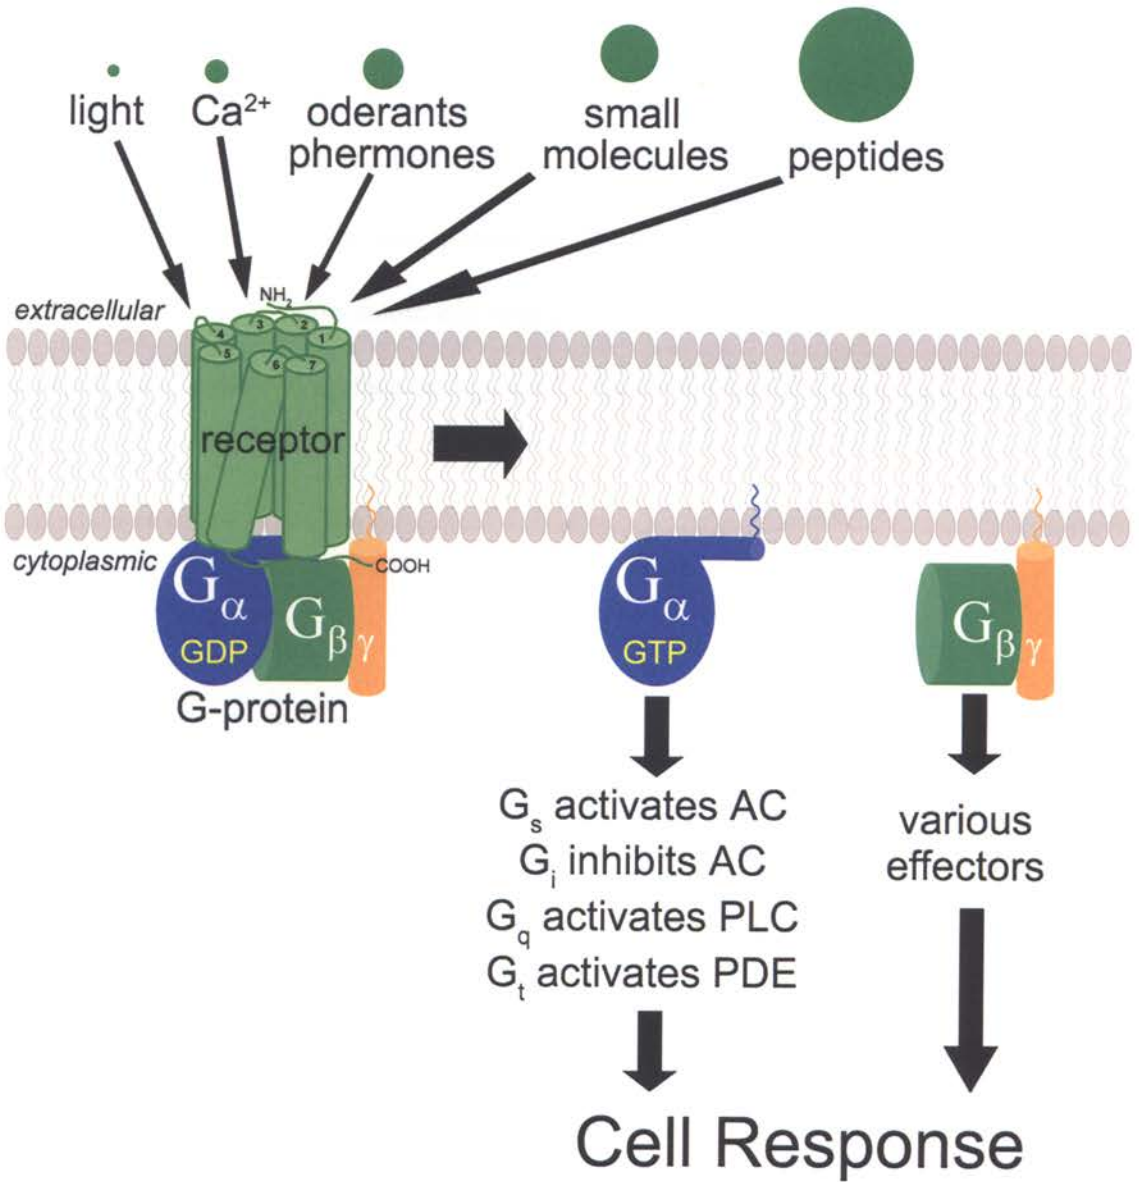 light
Ca²⁺
oderants
phermones
small
molecules
peptides
extracellular
NH₂
4
3
2
1
5
6
7
receptor
cytoplasmic
COOH
Gα
GDP
Gβ
γ
G-protein
Gα
GTP
Gβ
γ
Gₛ activates AC
Gᵢ inhibits AC
G_q activates PLC
Gₜ activates PDE
various
effectors
Cell Response